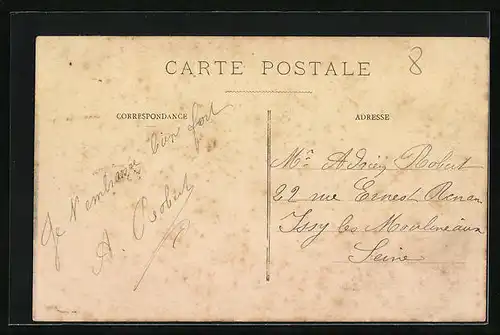 8
CARTE POSTALE
CORRESPONDANCE
ADRESSE
Je t'embrasse bien fort
A. Robert
Mr Adrien Robert
22 rue Ernest Renan
Issy les Moulineaux
Seine